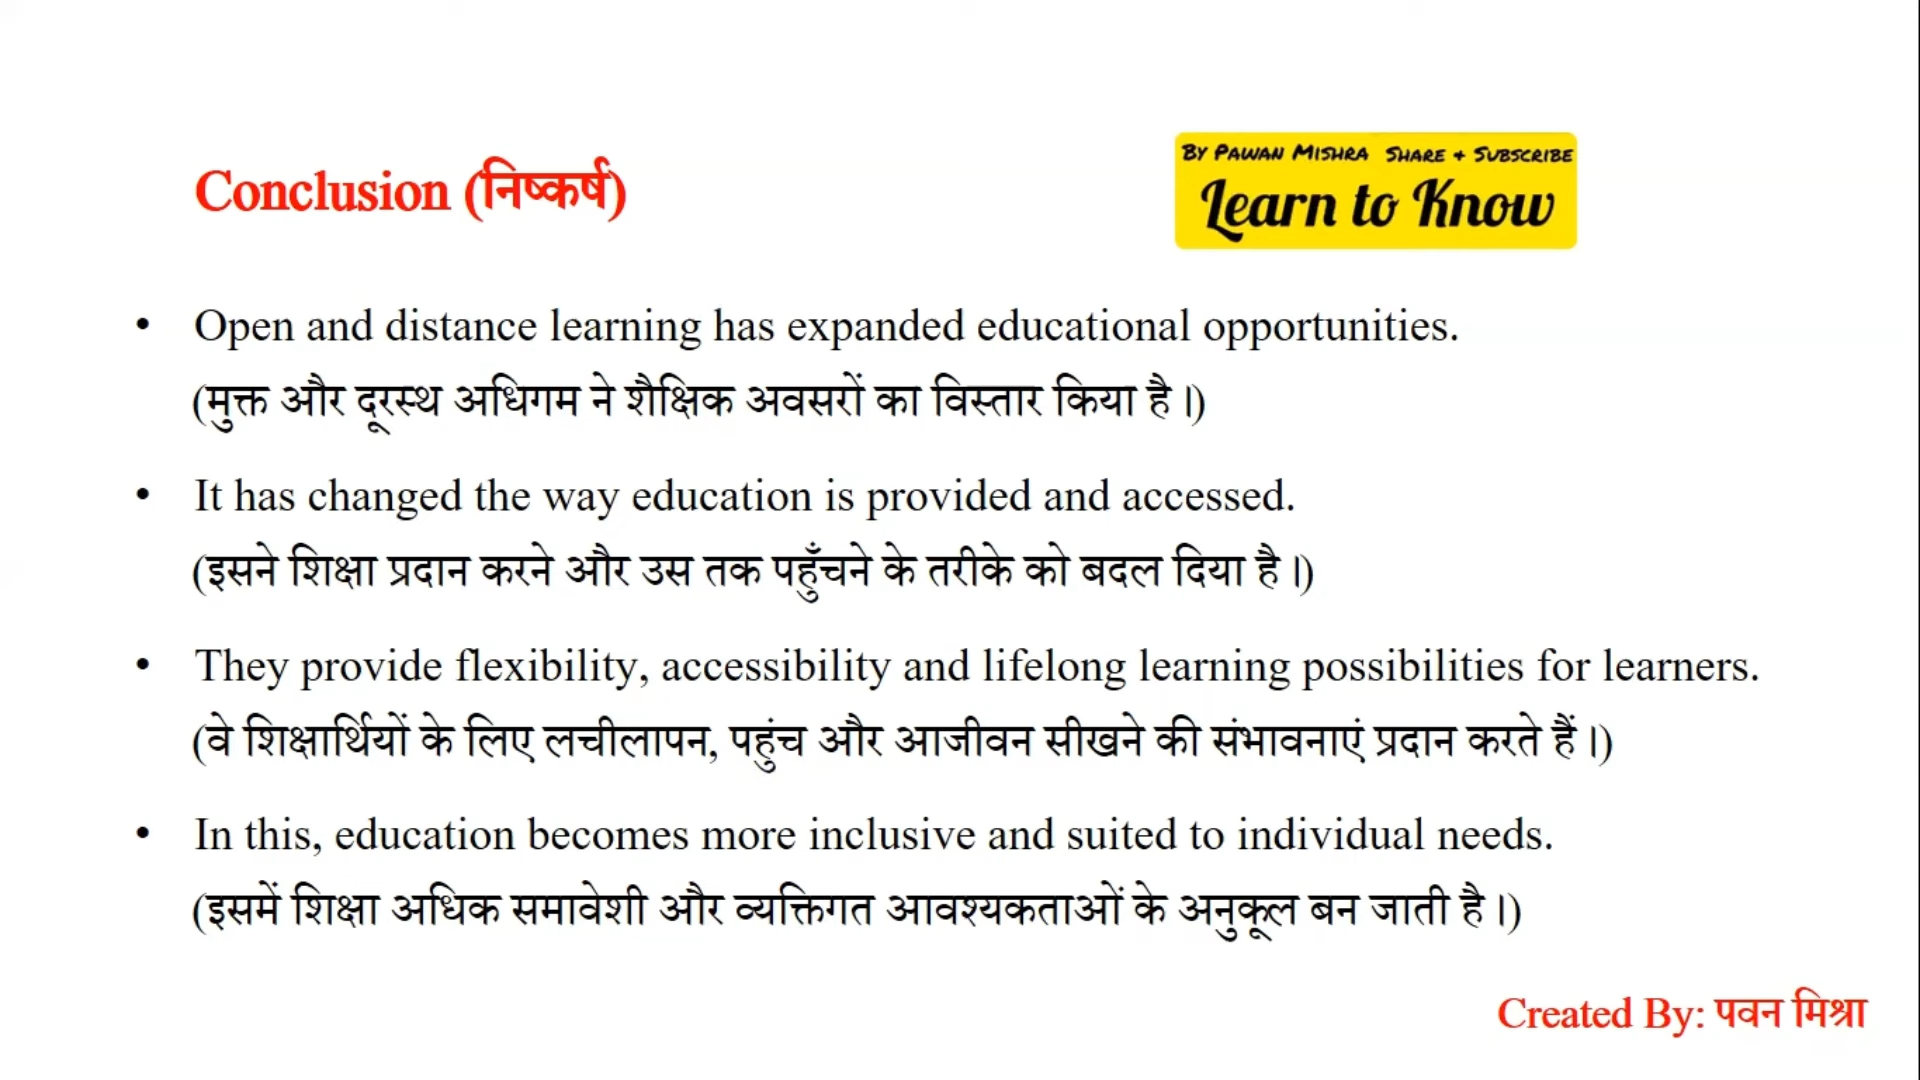 Conclusion (निष्कर्ष)
By Pawan Mishra Share + Subscribe
Learn to Know
• Open and distance learning has expanded educational opportunities.
(मुक्त और दूरस्थ अधिगम ने शैक्षिक अवसरों का विस्तार किया है।)
• It has changed the way education is provided and accessed.
(इसने शिक्षा प्रदान करने और उस तक पहुँचने के तरीके को बदल दिया है।)
• They provide flexibility, accessibility and lifelong learning possibilities for learners.
(वे शिक्षार्थियों के लिए लचीलापन, पहुंच और आजीवन सीखने की संभावनाएं प्रदान करते हैं।)
• In this, education becomes more inclusive and suited to individual needs.
(इसमें शिक्षा अधिक समावेशी और व्यक्तिगत आवश्यकताओं के अनुकूल बन जाती है।)
Created By: पवन मिश्रा